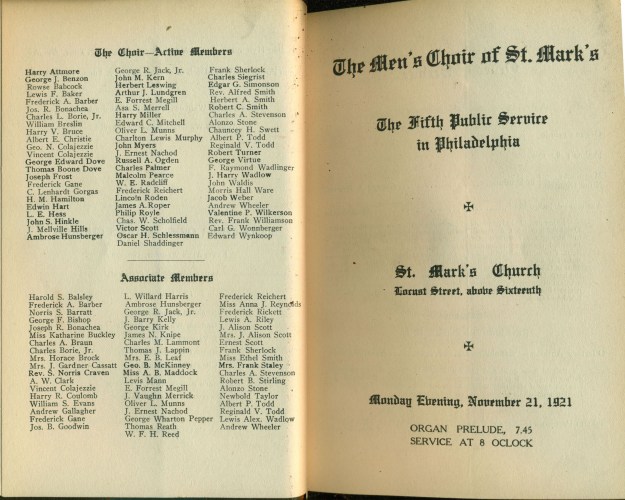 The Choir—Active Members
Harry Attmore
George J. Benzon
Rowse Babcock
Lewis F. Baker
Frederick A. Barber
Jos. R. Bonachea
Charles L. Borie, Jr.
William Breslin
Harry V. Bruce
Albert E. Christie
Geo. N. Colajezzie
Vincent Colajezzie
George Edward Dove
Thomas Boone Dove
Joseph Frost
Frederick Gane
C. Lenhardt Gorgas
H. M. Hamilton
Edwin Hart
L. E. Hess
John S. Hinkle
J. Mellville Hills
Ambrose Hunsberger
George R. Jack, Jr.
John M. Kern
Herbert Leswing
Arthur J. Lundgren
E. Forrest Megill
Asa S. Merrell
Harry Miller
Edward C. Mitchell
Oliver L. Munns
Charlton Lewis Murphy
John Myers
J. Ernest Nachod
Russell A. Ogden
Charles Palmer
Malcolm Pearce
W. E. Radcliff
Frederick Reichert
Lincoln Roden
James A. Roper
Philip Royle
Chas. W. Scholfield
Victor Scott
Oscar H. Schlessmann
Daniel Shaddinger
Frank Sherlock
Charles Siegrist
Edgar G. Simonson
Rev. Alfred Smith
Herbert A. Smith
Robert C. Smith
Charles A. Stevenson
Alonzo Stone
Chauncey H. Swett
Albert P. Todd
Reginald V. Todd
Robert Turner
George Virtue
F. Raymond Wadlinger
J. Harry Wadlow
John Waldis
Morris Hall Ware
Jacob Weber
Andrew Wheeler
Valentine P. Wilkerson
Rev. Frank Williamson
Carl G. Wonnberger
Edward Wynkoop
Associate Members
Harold S. Balsley
Frederick A. Barber
Norris S. Barratt
George F. Bishop
Joseph R. Bonachea
Miss Katharine Buckley
Charles A. Braun
Charles Borie, Jr.
Mrs. Horace Brock
Mrs. J. Gardner Cassatt
Rev. S. Norris Craven
A. W. Clark
Vincent Colajezzie
Harry R. Coulomb
William S. Evans
Andrew Gallagher
Frederick Gane
Jos. B. Goodwin
L. Willard Harris
Ambrose Hunsberger
George R. Jack, Jr.
J. Barry Kelly
George Kirk
James N. Knipe
Charles M. Lammont
Thomas J. Lappin
Mrs. E. B. Leaf
Geo. B. McKinney
Miss A. B. Maddock
Levis Mann
E. Forrest Megill
J. Vaughn Merrick
Oliver L. Munns
J. Ernest Nachod
George Wharton Pepper
Thomas Reath
W. F. H. Reed
Frederick Reichert
Miss Anna J. Reynolds
Frederick Rickett
Lewis A. Riley
J. Alison Scott
Mrs. J. Alison Scott
Ernest Scott
Frank Sherlock
Miss Ethel Smith
Mrs. Frank Staley
Charles A. Stevenson
Robert B. Stirling
Alonzo Stone
Newbold Taylor
Albert P. Todd
Reginald V. Todd
Lewis Alex. Wadlow
Andrew Wheeler
The Men's Choir of St. Mark's
The Fifth Public Service
in Philadelphia
St. Mark's Church
Locust Street, above Sixteenth
Monday Evening, November 21, 1921
ORGAN PRELUDE, 7.45
SERVICE AT 8 OCLOCK